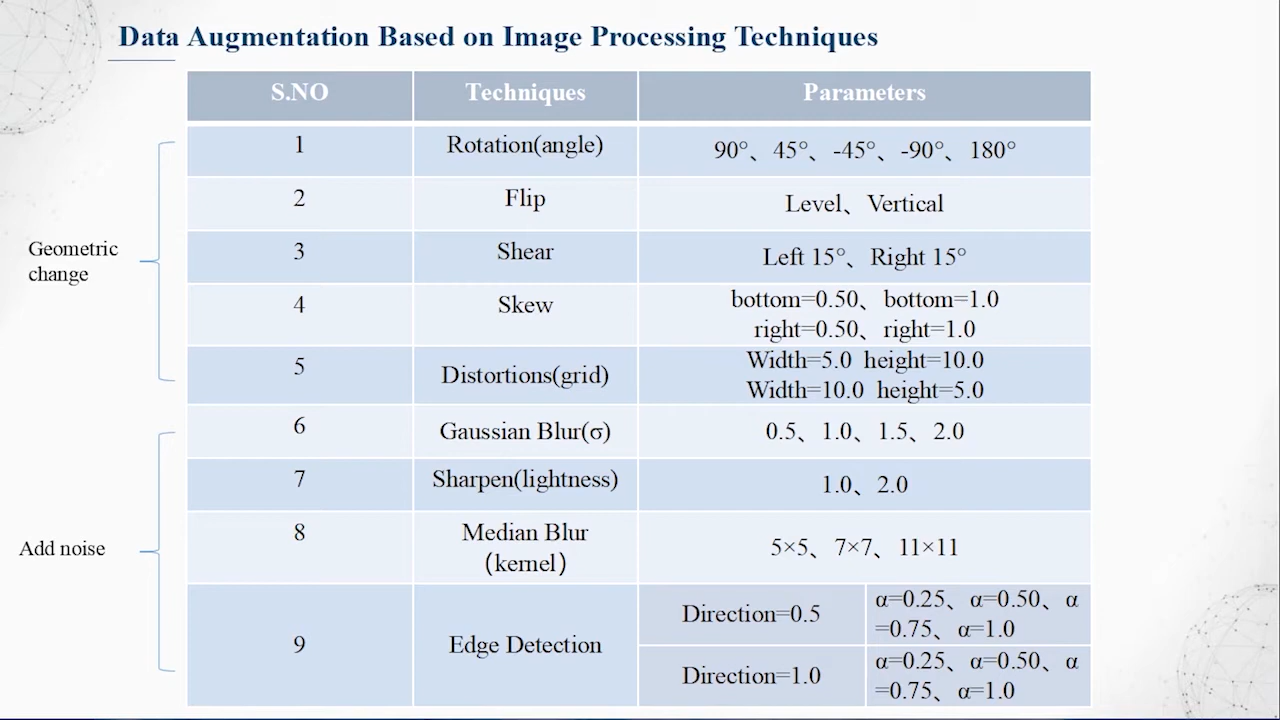 Data Augmentation Based on Image Processing Techniques
S.NO Techniques Parameters
1 Rotation(angle) 90°、45°、-45°、-90°、180°
2 Flip Level、Vertical
3 Shear Left 15°、Right 15°
Geometric
change
4 Skew bottom=0.50、bottom=1.0
right=0.50、right=1.0
5 Distortions(grid) Width=5.0 height=10.0
Width=10.0 height=5.0
6 Gaussian Blur(σ) 0.5、1.0、1.5、2.0
7 Sharpen(lightness) 1.0、2.0
Add noise
8 Median Blur
（kernel） 5×5、7×7、11×11
9 Edge Detection Direction=0.5 α=0.25、α=0.50、α
=0.75、α=1.0
Direction=1.0 α=0.25、α=0.50、α
=0.75、α=1.0